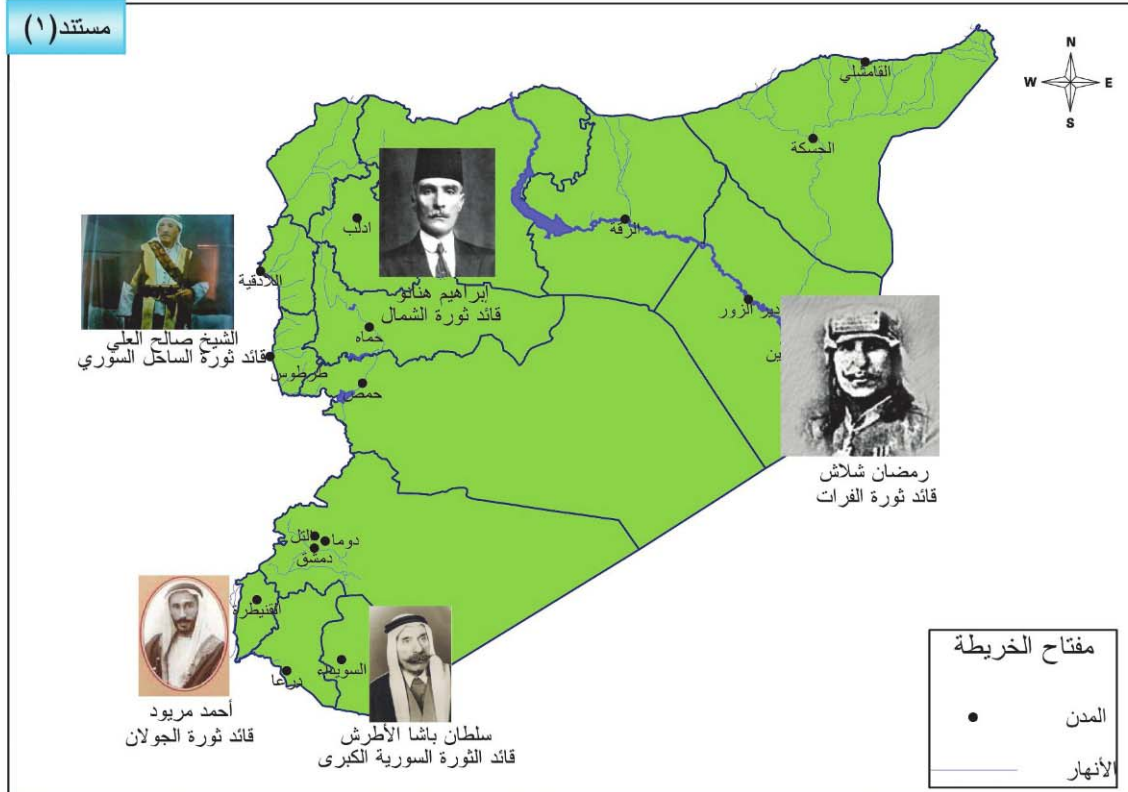 مستند(١)
N
W E
S
القامشلي
الحسكة
ادلب
الرقة
اللاذقية
إبراهيم هنانو
قائد ثورة الشمال
دير الزور
الشيخ صالح العلي
قائد ثورة الساحل السوري
حماه
طرطوس
حمص
رمضان شلاش
قائد ثورة الفرات
التل
دوما
دمشق
القنيطرة
السويداء
درعا
أحمد مريود
قائد ثورة الجولان
سلطان باشا الأطرش
قائد الثورة السورية الكبرى
مفتاح الخريطة
المدن
الأنهار